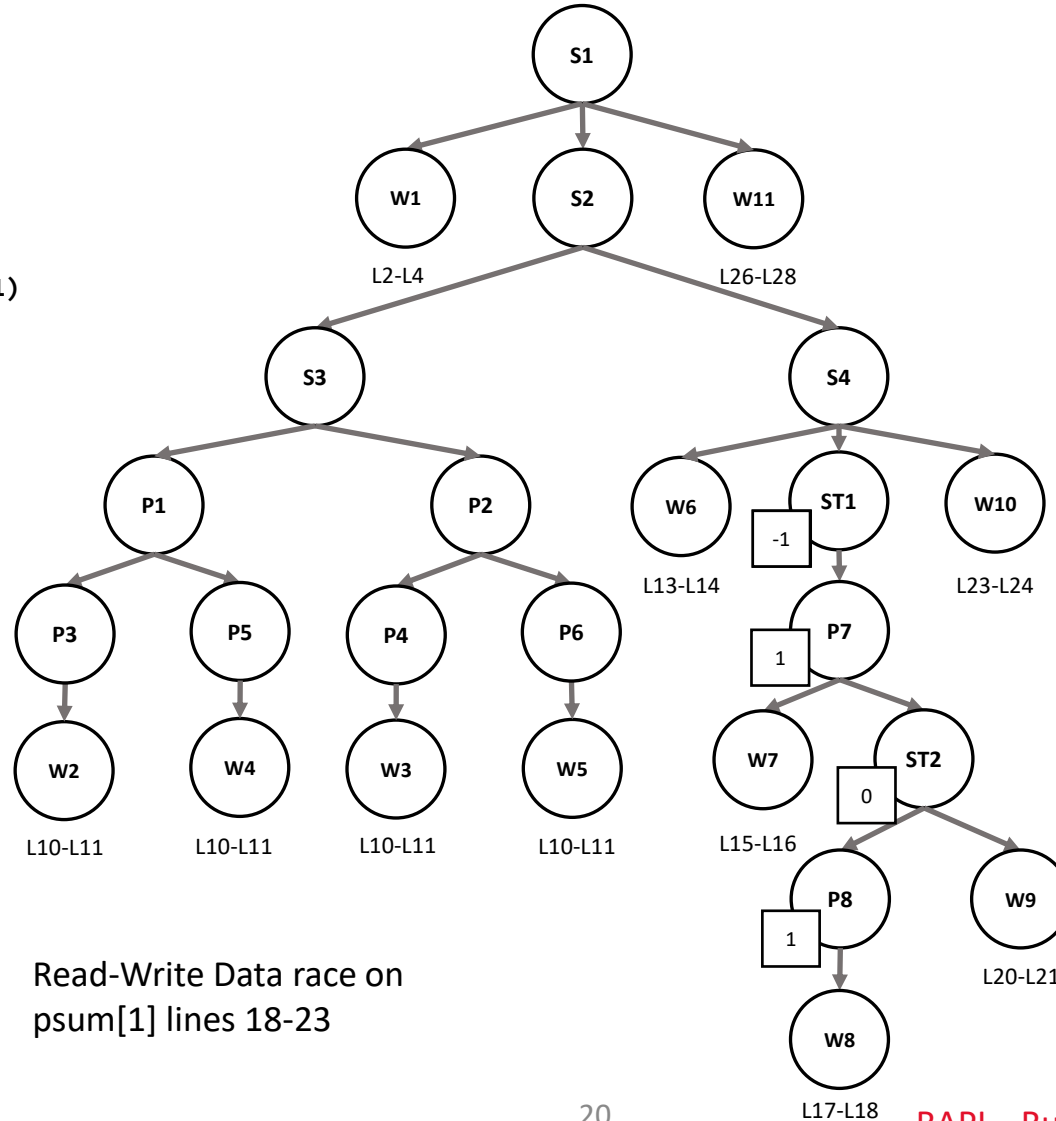 S1
W1
S2
W11
L2-L4
L26-L28
1)
S3
S4
P1
P2
W6
ST1
W10
-1
L13-L14
L23-L24
P3
P5
P4
P6
P7
1
W2
W4
W3
W5
W7
ST2
0
L10-L11
L10-L11
L10-L11
L10-L11
L15-L16
P8
W9
1
Read-Write Data race on
psum[1] lines 18-23
L20-L21
W8
20
L17-L18